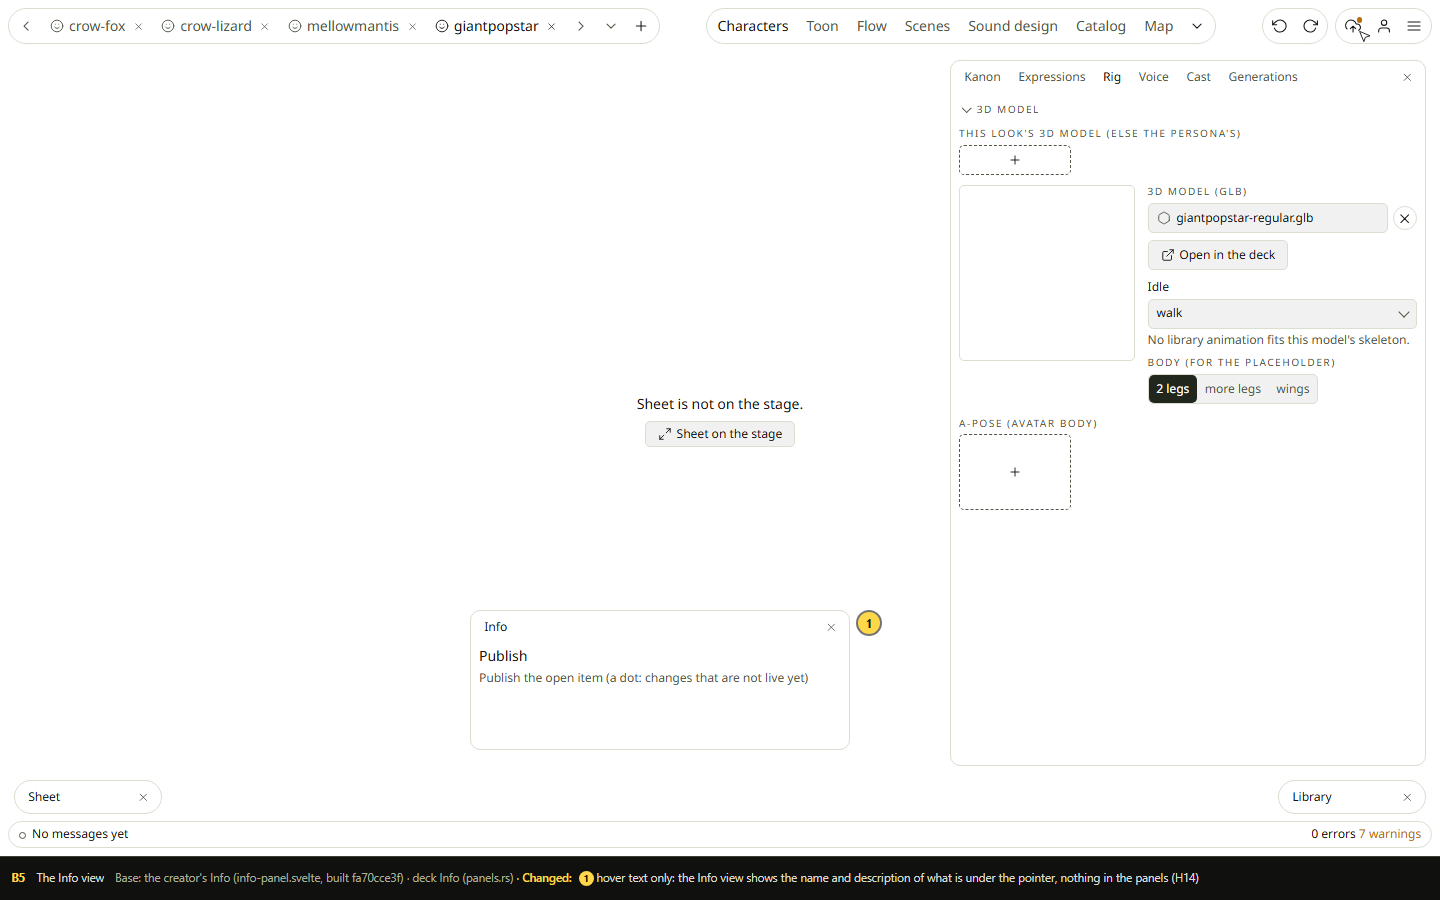 crow-fox crow-lizard mellowmantis giantpopstar Characters Toon Flow Scenes Sound design Catalog Map
Kanon Expressions Rig Voice Cast Generations
3D MODEL
THIS LOOK'S 3D MODEL (ELSE THE PERSONA'S)
3D MODEL (GLB)
giantpopstar-regular.glb
Open in the deck
Idle
walk
No library animation fits this model's skeleton.
BODY (FOR THE PLACEHOLDER)
2 legs more legs wings
A-POSE (AVATAR BODY)
Sheet is not on the stage.
Sheet on the stage
Info
1
Publish
Publish the open item (a dot: changes that are not live yet)
Sheet
Library
No messages yet 0 errors 7 warnings
B5 The Info view Base: the creator's Info (info-panel.svelte, built fa70cce3f) · deck Info (panels.rs) · Changed: 1 hover text only: the Info view shows the name and description of what is under the pointer, nothing in the panels (H14)